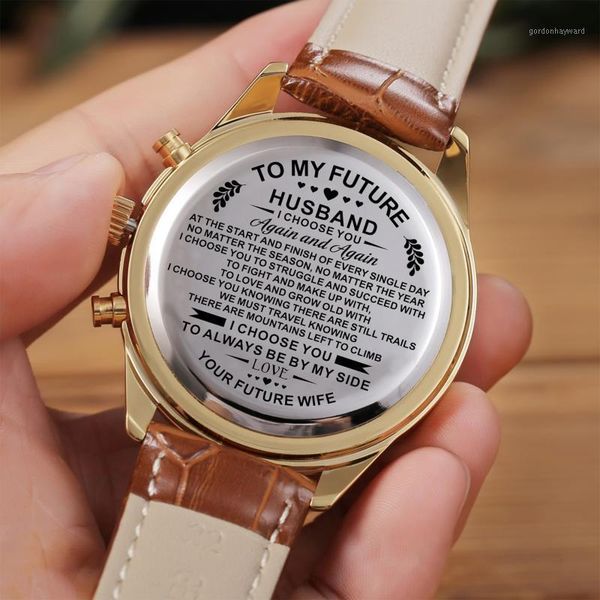 gordonhayward
TO MY FUTURE
HUSBAND
I CHOOSE YOU
Again and Again
AT THE START AND FINISH OF EVERY SINGLE DAY
NO MATTER THE SEASON, NO MATTER THE YEAR
I CHOOSE YOU TO STRUGGLE AND SUCCEED WITH
TO FIGHT AND MAKE UP WITH,
TO LOVE AND GROW OLD WITH
I CHOOSE YOU KNOWING THERE ARE STILL TRAILS
WE MUST TRAVEL KNOWING
THERE ARE MOUNTAINS LEFT TO CLIMB
I CHOOSE YOU
TO ALWAYS BE BY MY SIDE
LOVE
YOUR FUTURE WIFE